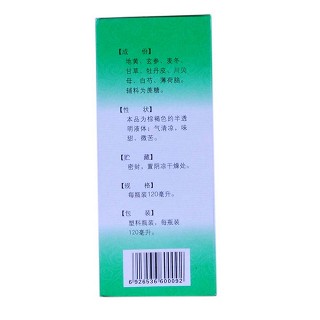 【成 份】
地黄、玄参、麦冬、
甘草、牡丹皮、川贝
母、白芍、薄荷脑。
辅料为蔗糖。
【性 状】
本品为棕褐色的半透
明液体；气清凉，味
甜、微苦。
【贮 藏】
密封，置阴凉干燥处。
【规 格】
每瓶装120毫升。
【包 装】
塑料瓶装，每瓶装
120毫升。
6926536600092